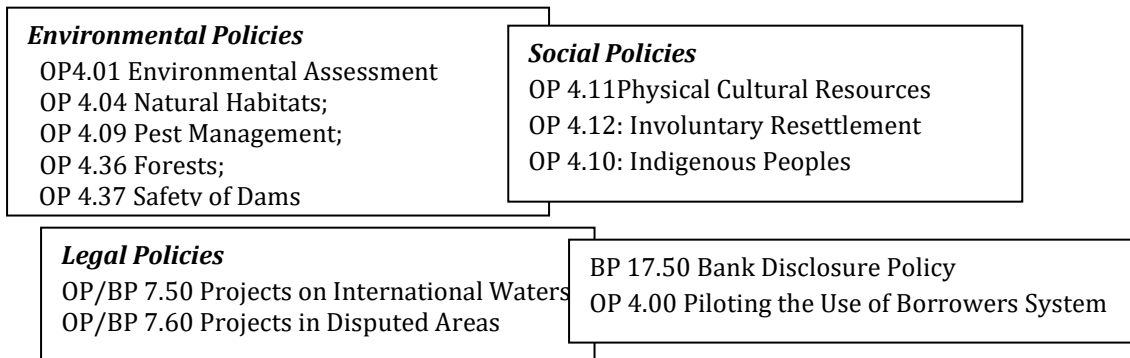 Environmental Policies
OP4.01 Environmental Assessment
OP 4.04 Natural Habitats;
OP 4.09 Pest Management;
OP 4.36 Forests;
OP 4.37 Safety of Dams
Social Policies
OP 4.11Physical Cultural Resources
OP 4.12: Involuntary Resettlement
OP 4.10: Indigenous Peoples
Legal Policies
OP/BP 7.50 Projects on International Waters
OP/BP 7.60 Projects in Disputed Areas
BP 17.50 Bank Disclosure Policy
OP 4.00 Piloting the Use of Borrowers System